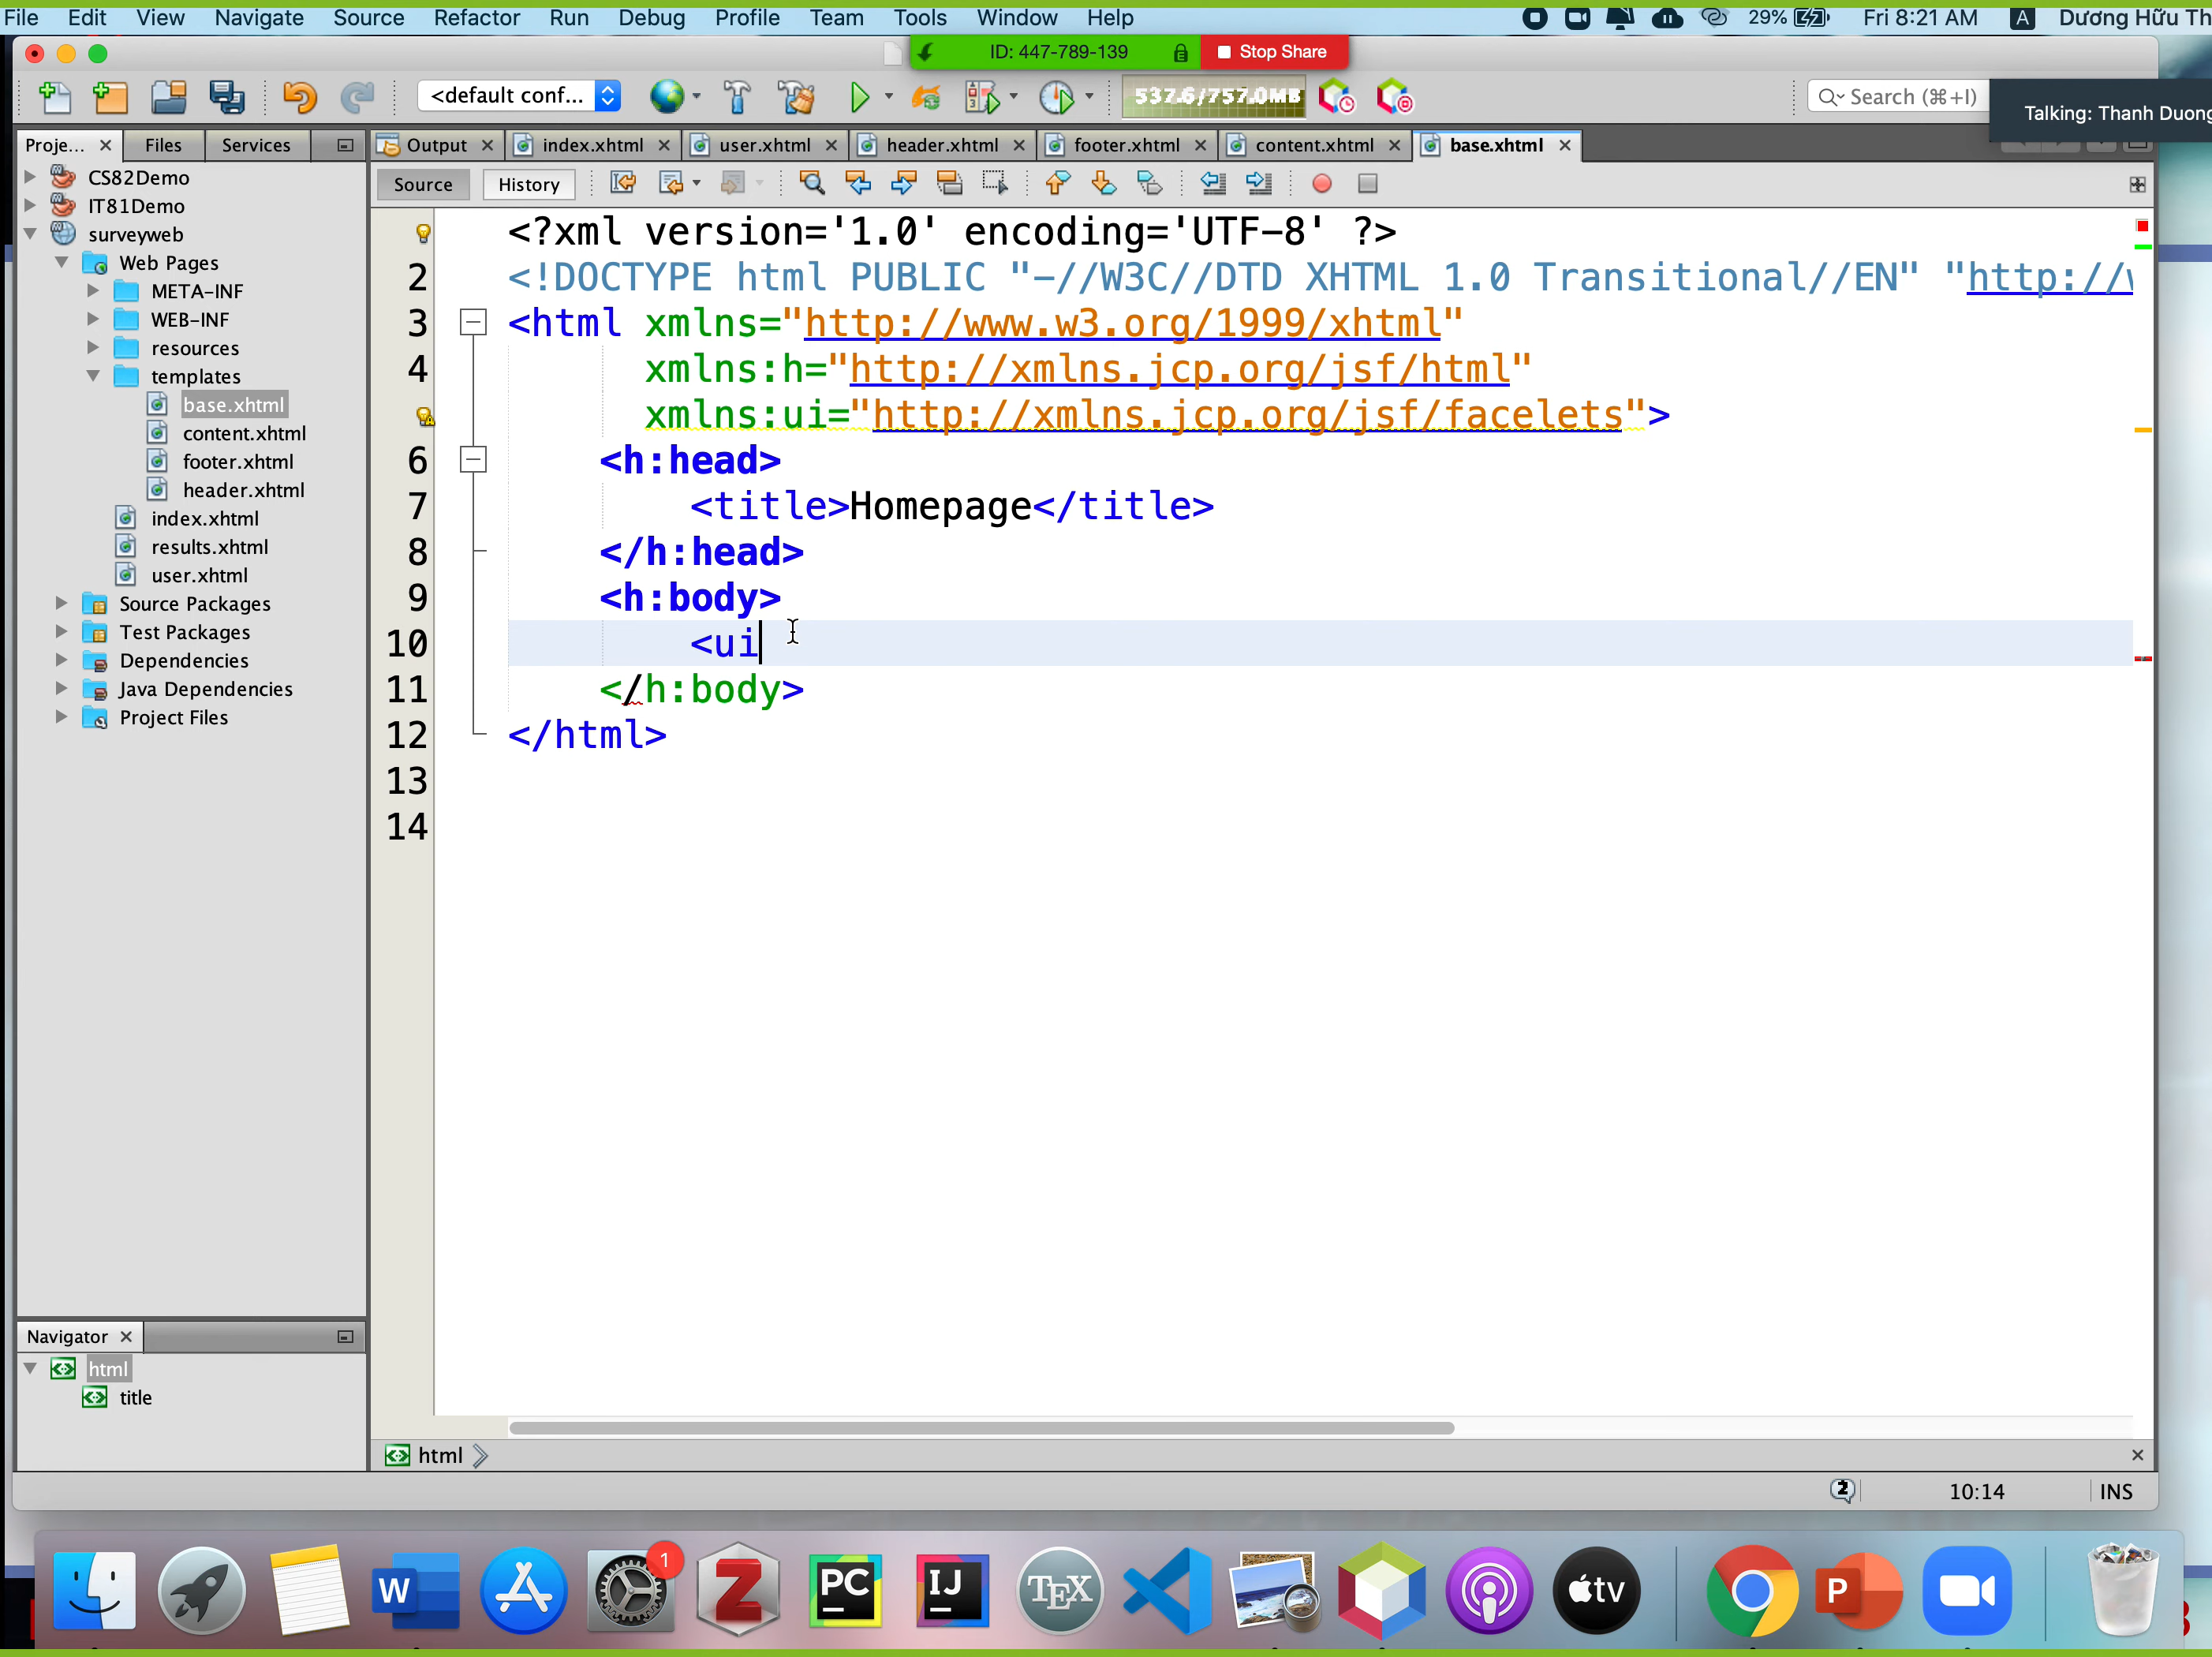 File Edit View Navigate Source Refactor Run Debug Profile Team Tools Window Help 29% Fri 8:21 AM A Dương Hữu Th
ID: 447-789-139 Stop Share
<default conf... 537.6/757.0MB Search (⌘+I)
Talking: Thanh Duong
Proje... Files Services Output index.xhtml user.xhtml header.xhtml footer.xhtml content.xhtml base.xhtml
Source History
CS82Demo
IT81Demo
surveyweb
Web Pages
META-INF
WEB-INF
resources
templates
base.xhtml
content.xhtml
footer.xhtml
header.xhtml
index.xhtml
results.xhtml
user.xhtml
Source Packages
Test Packages
Dependencies
Java Dependencies
Project Files
<?xml version='1.0' encoding='UTF-8' ?>
2 <!DOCTYPE html PUBLIC "-//W3C//DTD XHTML 1.0 Transitional//EN" "http://
3 <html xmlns="http://www.w3.org/1999/xhtml"
4 xmlns:h="http://xmlns.jcp.org/jsf/html"
xmlns:ui="http://xmlns.jcp.org/jsf/facelets">
6 <h:head>
7 <title>Homepage</title>
8 </h:head>
9 <h:body>
10 <ui
11 </h:body>
12 </html>
13
14
Navigator
html
title
html
2 10:14 INS
W 1 Z PC IJ TEX tv P